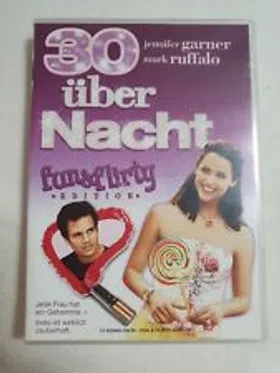 30
jennifer garner
mark ruffalo
über
Nacht
fun&flirty
EDITION
Jede Frau hat
ein Geheimnis